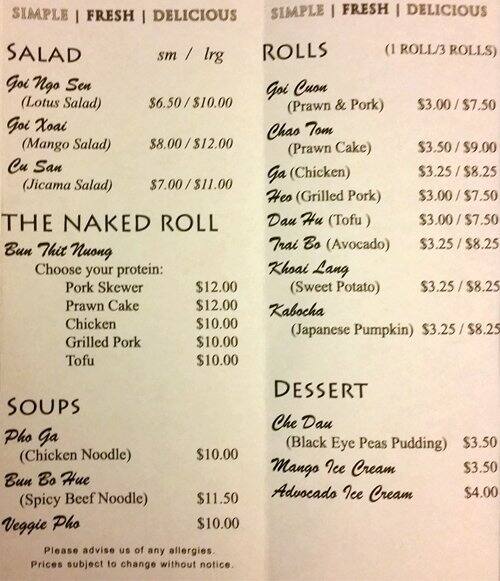 SIMPLE | FRESH | DELICIOUS
SALAD sm / lrg
Goi Ngo Sen
(Lotus Salad) $6.50 / $10.00
Goi Xoai
(Mango Salad) $8.00 / $12.00
Cu San
(Jicama Salad) $7.00 / $11.00
THE NAKED ROLL
Bun Thit Nuong
Choose your protein:
Pork Skewer $12.00
Prawn Cake $12.00
Chicken $10.00
Grilled Pork $10.00
Tofu $10.00
SOUPS
Pho Ga
(Chicken Noodle) $10.00
Bun Bo Hue
(Spicy Beef Noodle) $11.50
Veggie Pho $10.00
Please advise us of any allergies.
Prices subject to change without notice.
SIMPLE | FRESH | DELICIOUS
ROLLS (1 ROLL/3 ROLLS)
Goi Cuon
(Prawn & Pork) $3.00 / $7.50
Chao Tom
(Prawn Cake) $3.50 / $9.00
Ga (Chicken) $3.25 / $8.25
Heo (Grilled Pork) $3.00 / $7.50
Dau Hu (Tofu ) $3.00 / $7.50
Trai Bo (Avocado) $3.25 / $8.25
Khoai Lang
(Sweet Potato) $3.25 / $8.25
Kabocha
(Japanese Pumpkin) $3.25 / $8.25
DESSERT
Che Dau
(Black Eye Peas Pudding) $3.50
Mango Ice Cream $3.50
Advocado Ice Cream $4.00